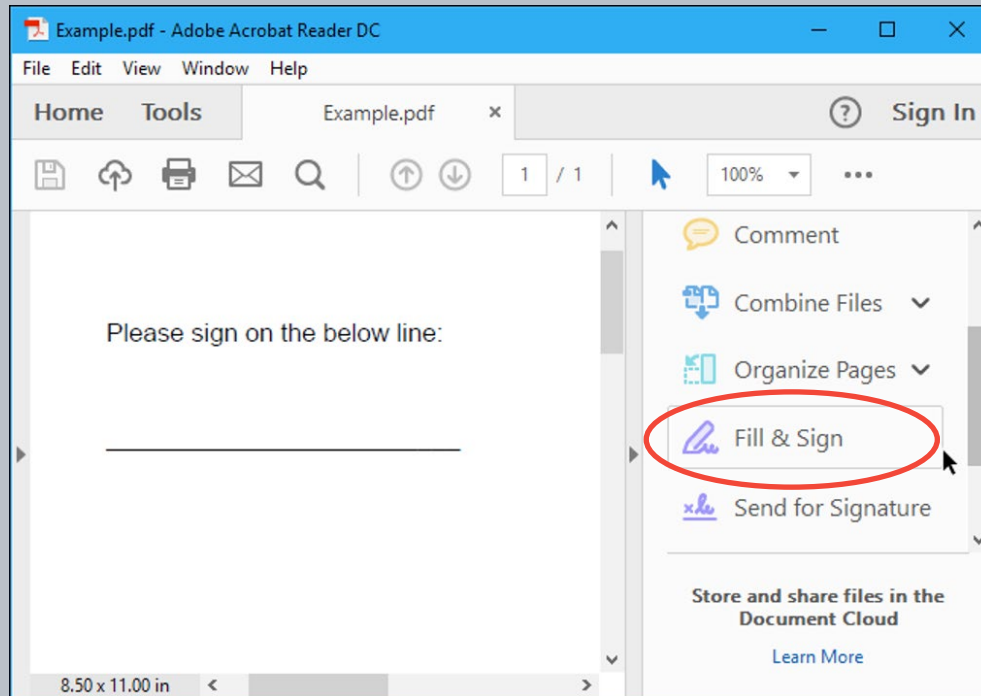 Example.pdf - Adobe Acrobat Reader DC
File Edit View Window Help
Home Tools Example.pdf × ? Sign In
1 / 1 100%
Please sign on the below line:
Comment
Combine Files
Organize Pages
Fill & Sign
Send for Signature
Store and share files in the
Document Cloud
Learn More
8.50 x 11.00 in